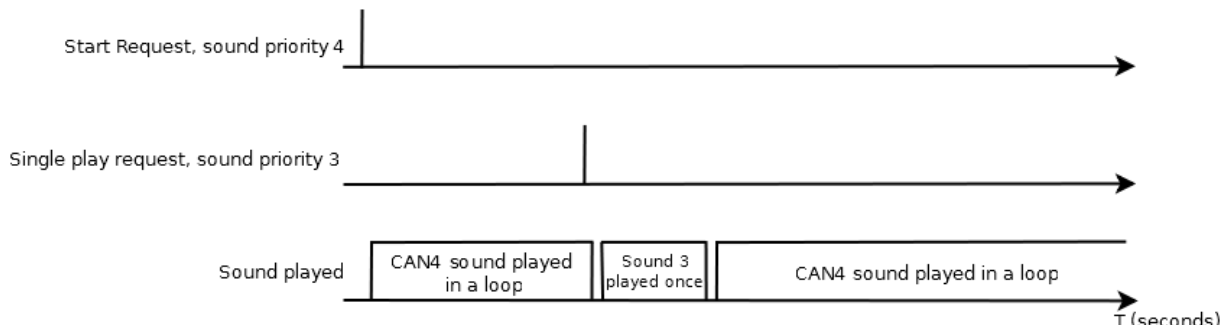 Start Request, sound priority 4
Single play request, sound priority 3
Sound played
CAN4 sound played
in a loop
Sound 3
played once
CAN4 sound played in a loop
T (seconds)